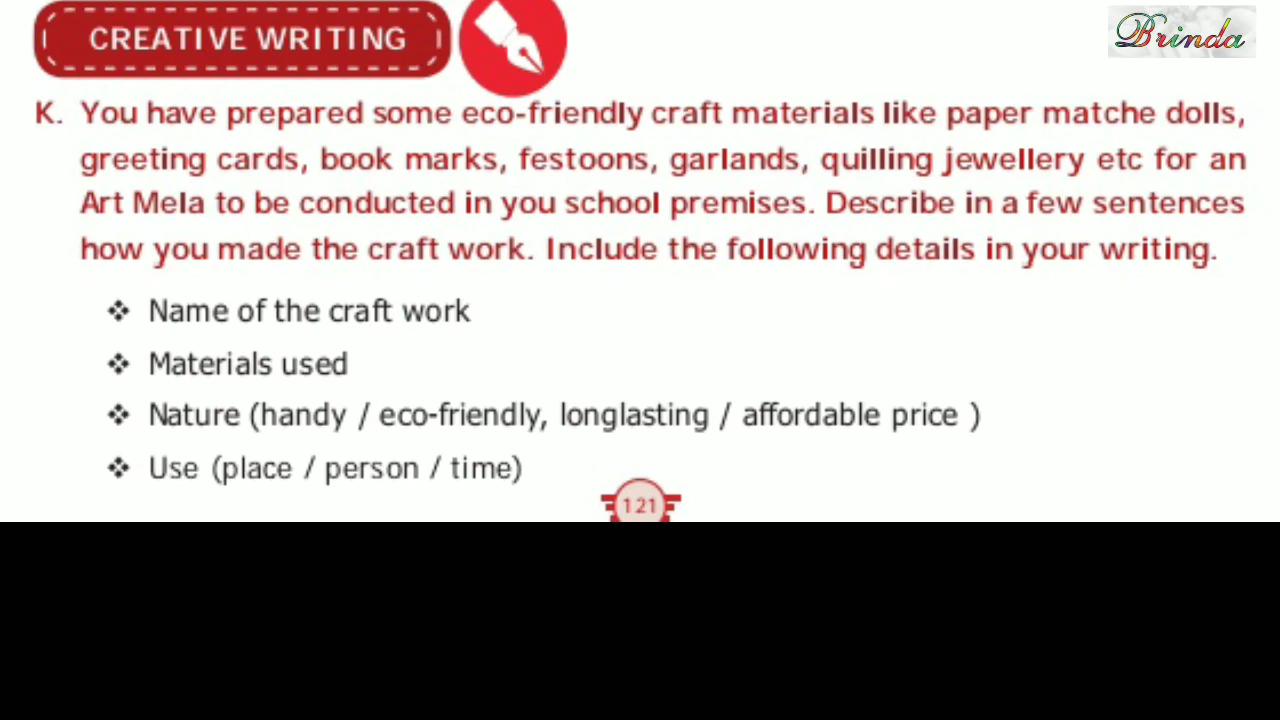 CREATIVE WRITING
Brinda
K. You have prepared some eco-friendly craft materials like paper matche dolls,
greeting cards, book marks, festoons, garlands, quilling jewellery etc for an
Art Mela to be conducted in you school premises. Describe in a few sentences
how you made the craft work. Include the following details in your writing.
❖ Name of the craft work
❖ Materials used
❖ Nature (handy / eco-friendly, longlasting / affordable price )
❖ Use (place / person / time)
121